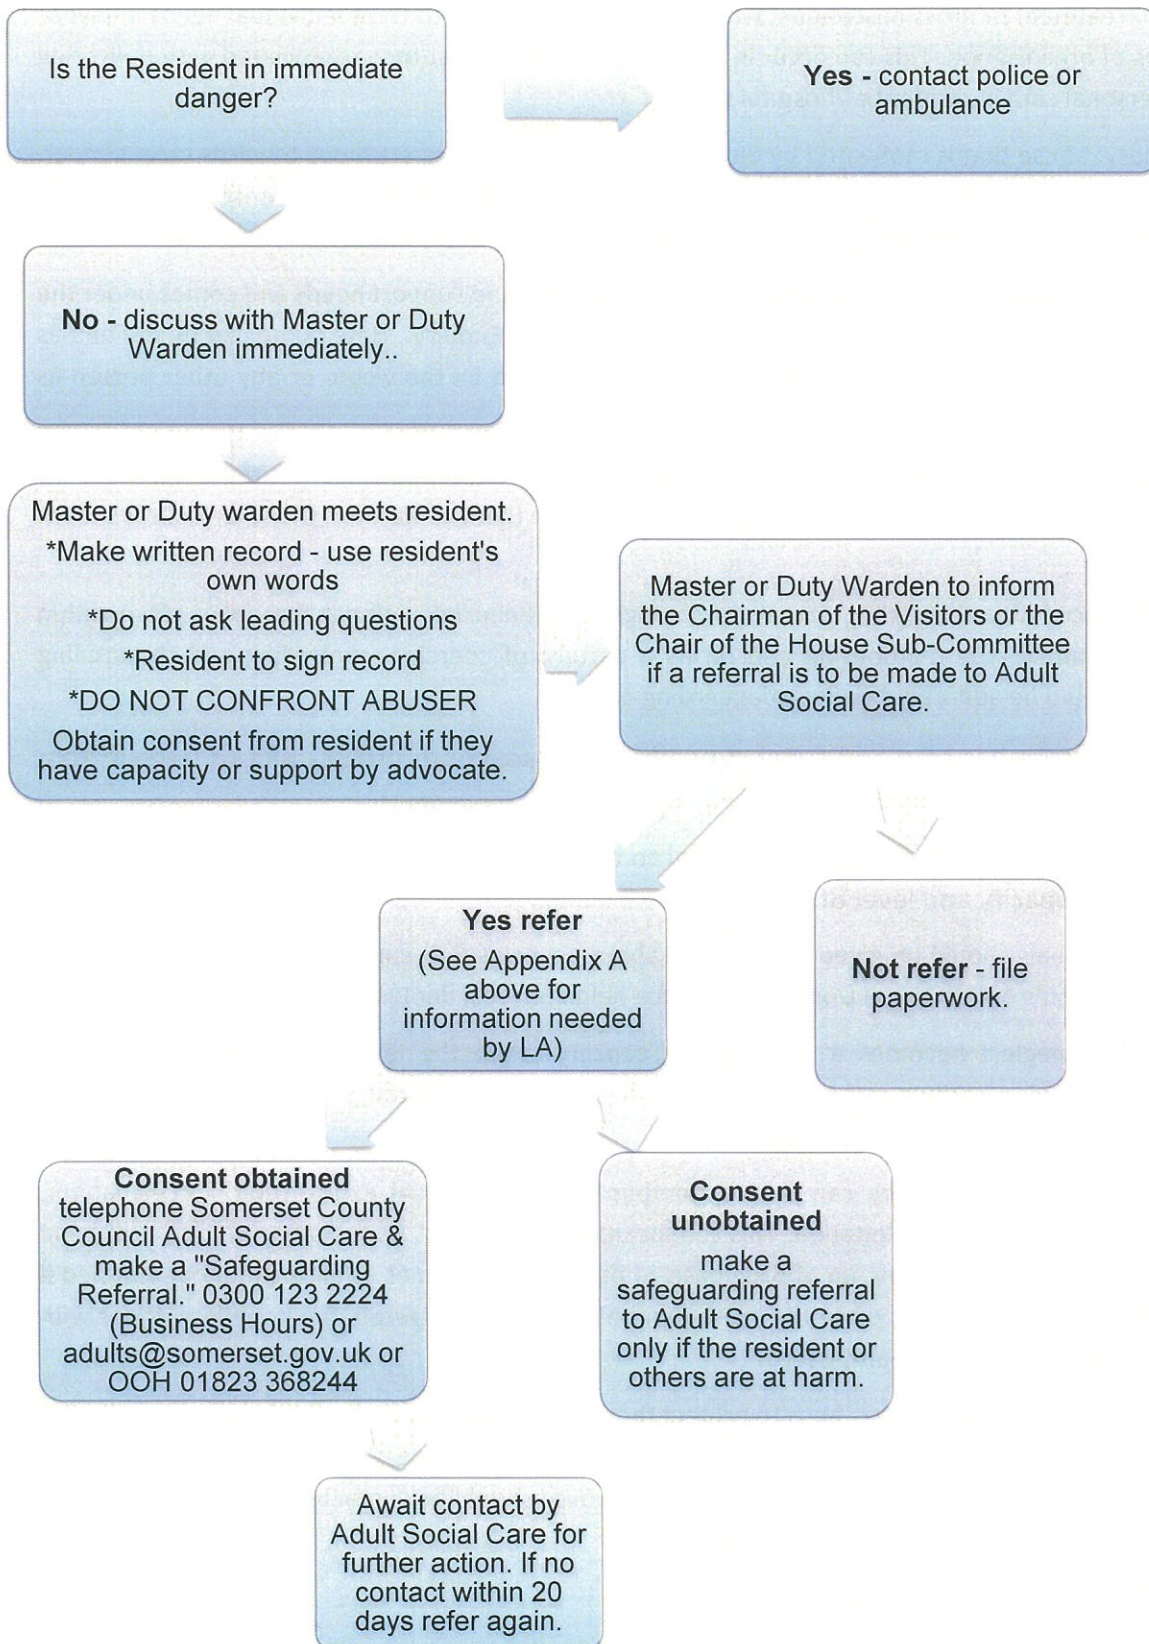 Is the Resident in immediate
danger?
Yes - contact police or
ambulance
No - discuss with Master or Duty
Warden immediately..
Master or Duty warden meets resident.
*Make written record - use resident's
own words
*Do not ask leading questions
*Resident to sign record
*DO NOT CONFRONT ABUSER
Obtain consent from resident if they
have capacity or support by advocate.
Master or Duty Warden to inform
the Chairman of the Visitors or the
Chair of the House Sub-Committee
if a referral is to be made to Adult
Social Care.
Yes refer
(See Appendix A
above for
information needed
by LA)
Not refer - file
paperwork.
Consent obtained
telephone Somerset County
Council Adult Social Care &
make a "Safeguarding
Referral." 0300 123 2224
(Business Hours) or
adults@somerset.gov.uk or
OOH 01823 368244
Consent
unobtained
make a
safeguarding referral
to Adult Social Care
only if the resident or
others are at harm.
Await contact by
Adult Social Care for
further action. If no
contact within 20
days refer again.